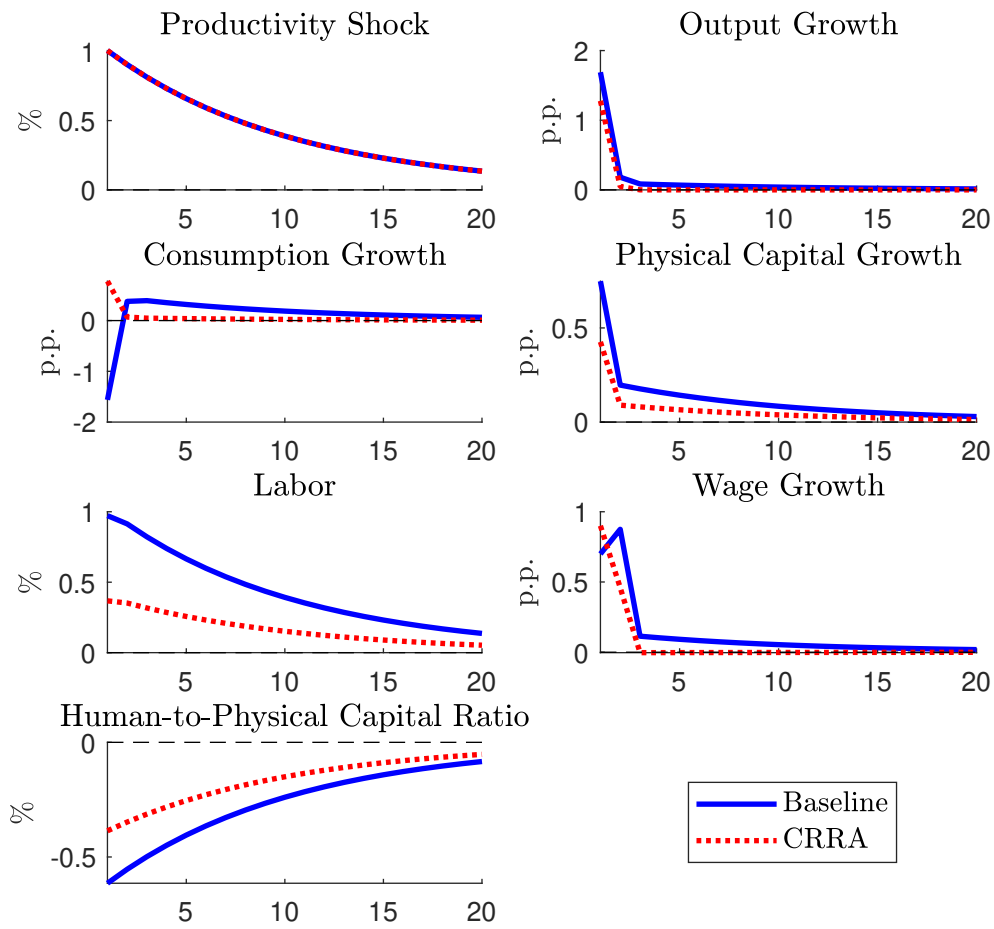 Productivity Shock
%
1
0.5
0
5 10 15 20
Output Growth
p.p.
2
1
0
5 10 15 20
Consumption Growth
p.p.
0
-1
-2
5 10 15 20
Physical Capital Growth
p.p.
0.5
0
5 10 15 20
Labor
%
1
0.5
0
5 10 15 20
Wage Growth
p.p.
1
0.5
0
5 10 15 20
Human-to-Physical Capital Ratio
%
0
-0.5
5 10 15 20
Baseline
CRRA